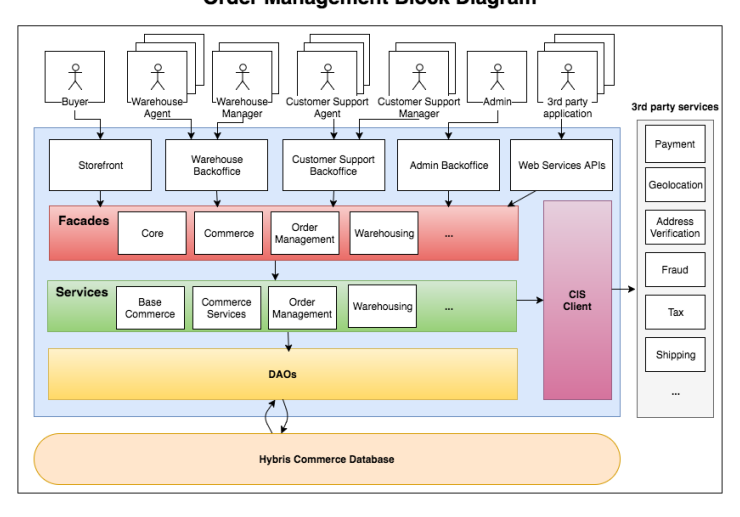 Order Management Block Diagram
Buyer
Warehouse
Agent
Warehouse
Manager
Customer Support
Agent
Customer Support
Manager
Admin
3rd party
application
3rd party services
Storefront
Warehouse
Backoffice
Customer Support
Backoffice
Admin Backoffice
Web Services APIs
Payment
Geolocation
Address
Verification
Fraud
Tax
Shipping
...
Facades
Core
Commerce
Order
Management
Warehousing
...
Services
Base
Commerce
Commerce
Services
Order
Management
Warehousing
...
CIS
Client
DAOs
Hybris Commerce Database